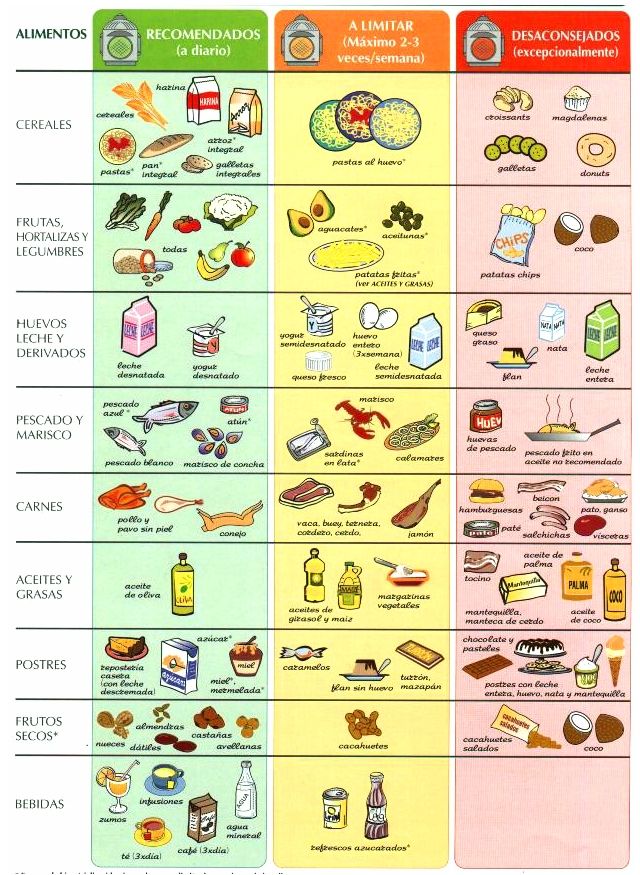 ALIMENTOS
RECOMENDADOS
(a diario)
A LIMITAR
(Máximo 2-3
veces/semana)
DESACONSEJADOS
(excepcionalmente)
CEREALES
harina
cereales
HARINA
arroz*
integral
pastas*
pan*
integral
galletas
integrales
pastas al huevo*
croissants
magdalenas
galletas
donuts
FRUTAS,
HORTALIZAS Y
LEGUMBRES
todas
aguacates*
aceitunas*
patatas fritas*
(ver ACEITES Y GRASAS)
CHIPS
patatas chips
coco
HUEVOS
LECHE Y
DERIVADOS
LECHE
LECHE
leche
desnatada
yogur
desnatado
yogur
semidesnatado
huevo
entero
(3xsemana)
queso fresco
LECHE
leche
semidesnatada
queso
graso
NATA
NATA
nata
flan
LECHE
LECHE
leche
entera
PESCADO Y
MARISCO
pescado
azul*
atún*
pescado blanco
marisco de concha
marisco
sardinas
en lata*
calamares
HUEV
huevas
de pescado
pescado frito en
aceite no recomendado
CARNES
pollo y
pavo sin piel
conejo
vaca, buey, ternera,
cordero, cerdo,
jamón
hamburguesas
beicon
pato, ganso
paté
salchichas
vísceras
ACEITES Y
GRASAS
aceite
de oliva
OLIVA
aceites de
girasol y maíz
margarinas
vegetales
tocino
Mantequilla
mantequilla,
manteca de cerdo
aceite de
palma
PALMA
aceite
de coco
COCO
POSTRES
repostería
casera
(con leche
descremada)
azúcar*
azúcar
miel
miel*,
mermelada*
caramelos
flan sin huevo
turrón,
mazapán
chocolate y
pasteles
postres con leche
entera, huevo, nata y mantequilla
FRUTOS
SECOS*
nueces
almendras
dátiles
castañas
avellanas
cacahuetes
cacahuetes
salados
cacahuetes
salados
coco
BEBIDAS
zumos
infusiones
té (3xdía)
café (3xdía)
agua
mineral
refrescos azucarados*